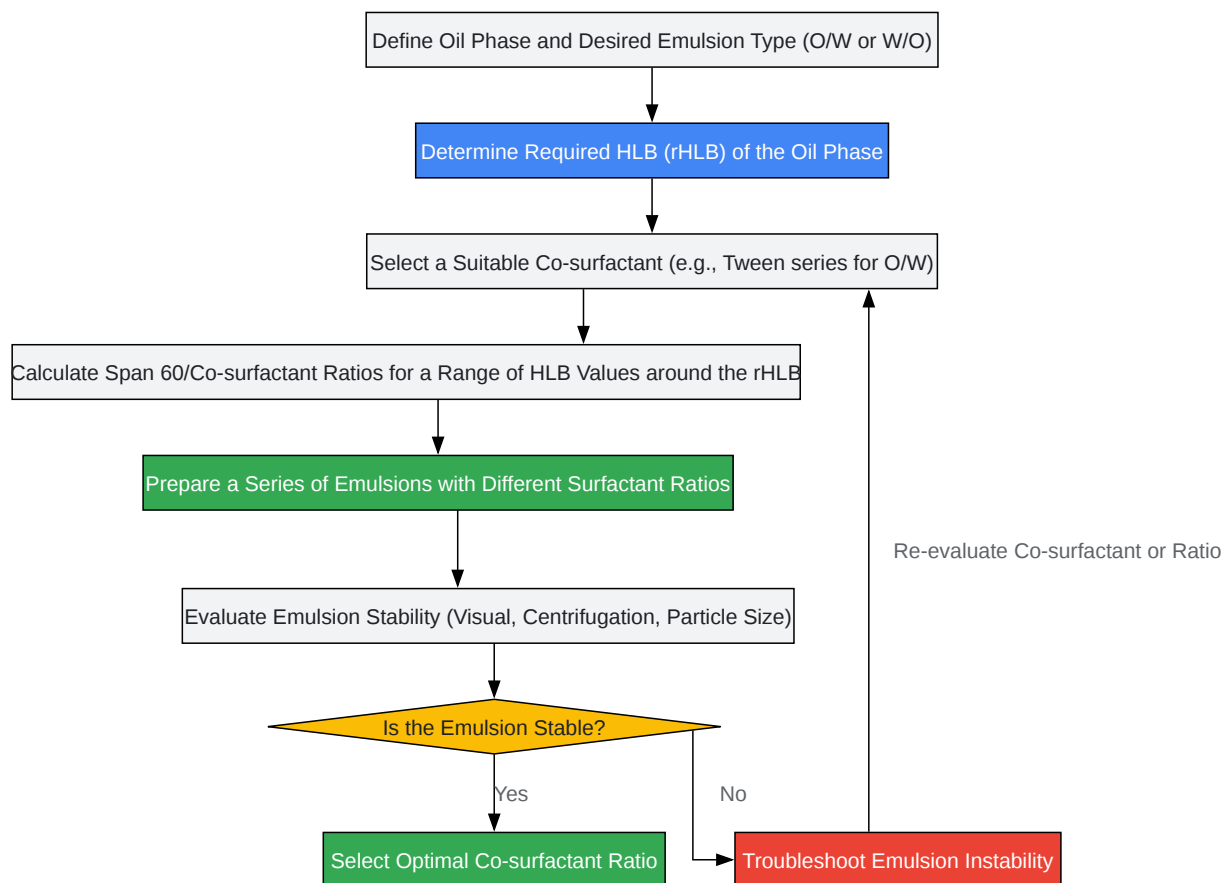 Define Oil Phase and Desired Emulsion Type (O/W or W/O)
Determine Required HLB (rHLB) of the Oil Phase
Select a Suitable Co-surfactant (e.g., Tween series for O/W)
Calculate Span 60/Co-surfactant Ratios for a Range of HLB Values around the rHLB
Prepare a Series of Emulsions with Different Surfactant Ratios
Re-evaluate Co-surfactant or Ratio
Evaluate Emulsion Stability (Visual, Centrifugation, Particle Size)
Is the Emulsion Stable?
Yes
No
Select Optimal Co-surfactant Ratio
Troubleshoot Emulsion Instability